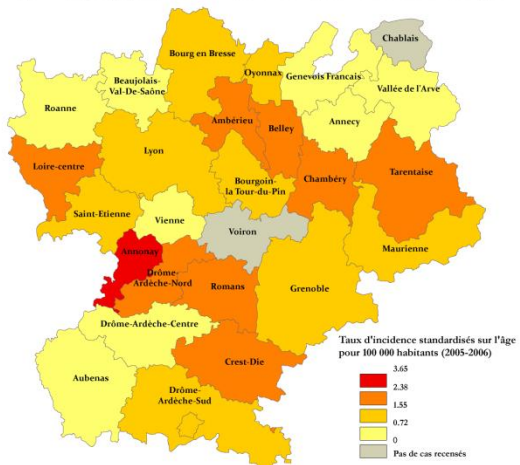 Chablais
Bourg en Bresse
Oyonnax
Genevois Français
Beaujolais-
Val-De-Saône
Vallée de l'Arve
Roanne
Ambérieu
Belley
Annecy
Lyon
Loire-centre
Tarentaise
Bourgoin-
la Tour-du-Pin
Chambéry
Saint-Etienne
Vienne
Voiron
Maurienne
Annonay
Drôme-
Ardèche-Nord
Romans
Grenoble
Drôme-Ardèche-Centre
Crest-Die
Aubenas
Drôme-
Ardèche-Sud
Taux d'incidence standardisés sur l'âge
pour 100 000 habitants (2005-2006)
3.65
2.38
1.55
0.72
0
Pas de cas recensés